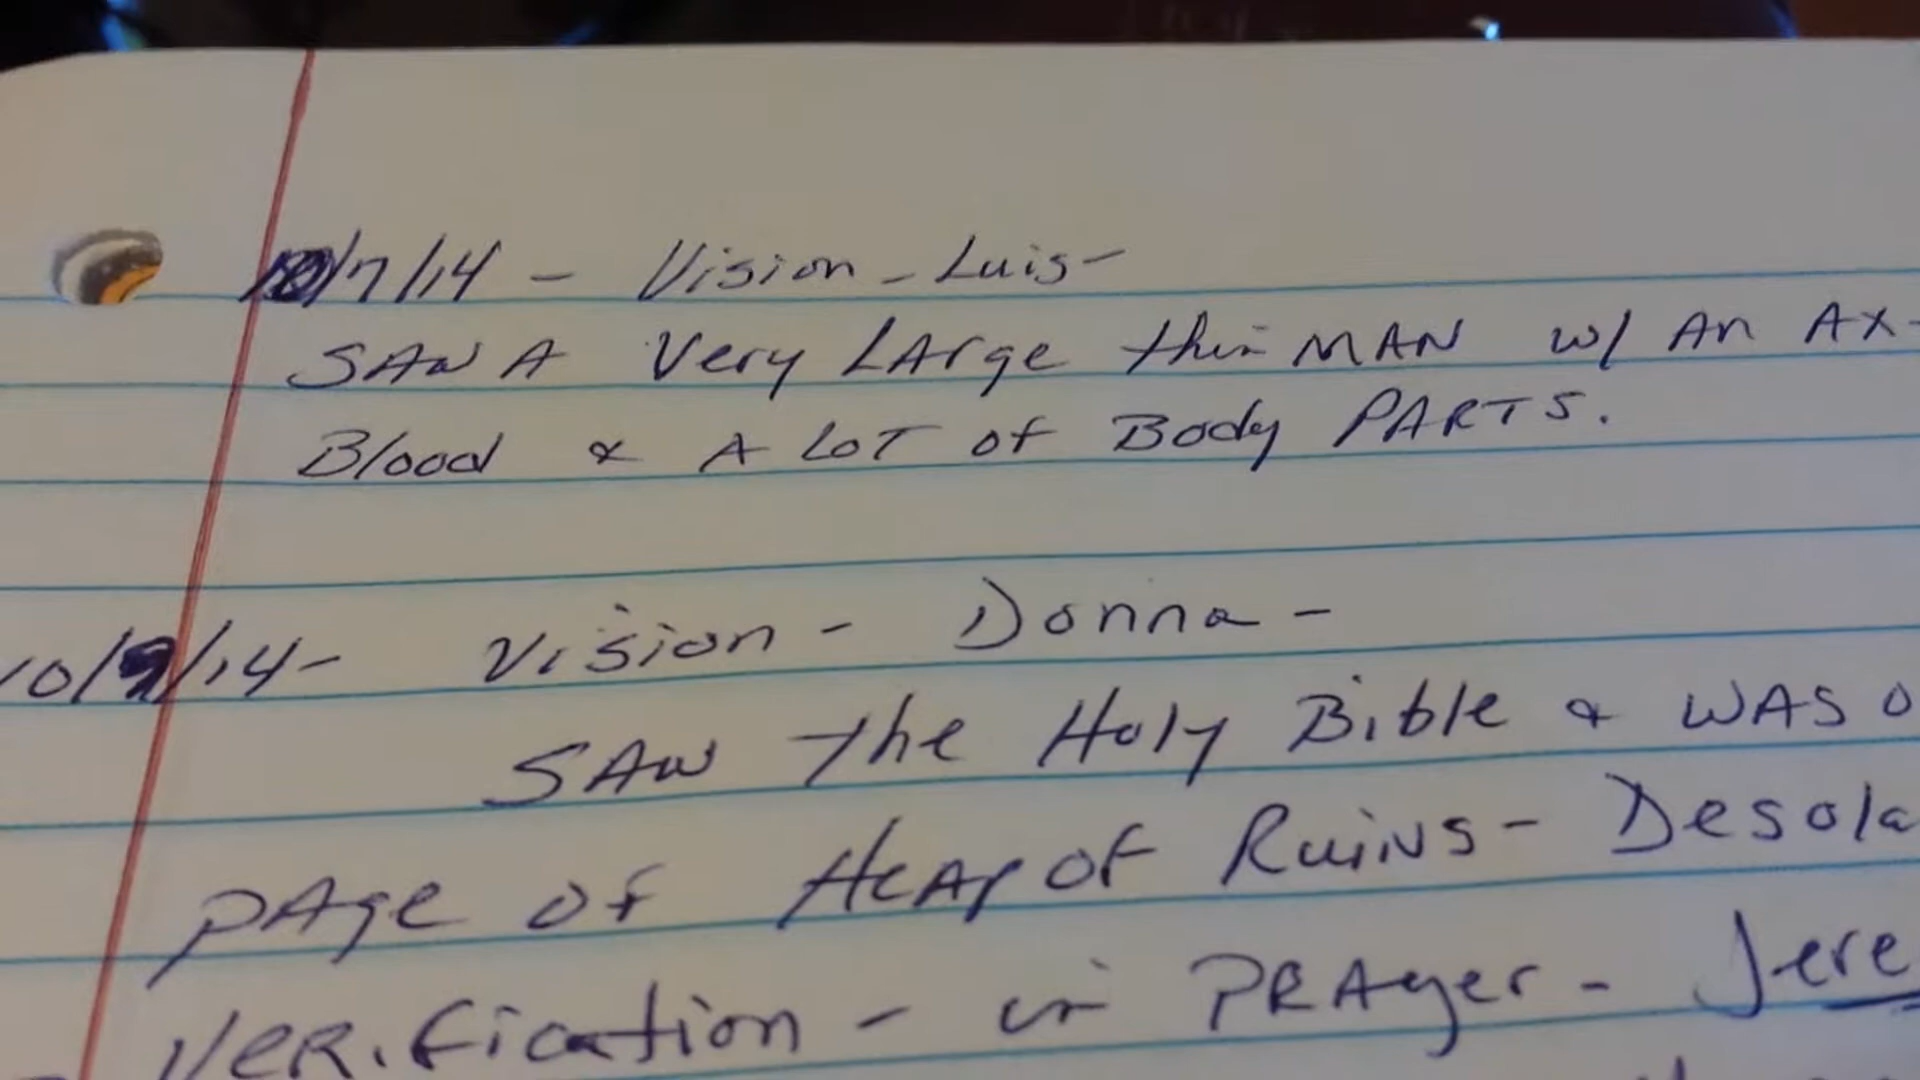 10/7/14 - Vision - Luis -
SAW A Very LArge thin MAN w/ An AX -
Blood & A LOT of Body PARTS.
10/9/14 - Vision - Donna -
SAW the Holy Bible & WAS O
PAge of HeAp of RuiNs - Desola
VeRification - in PRAyer - Jere